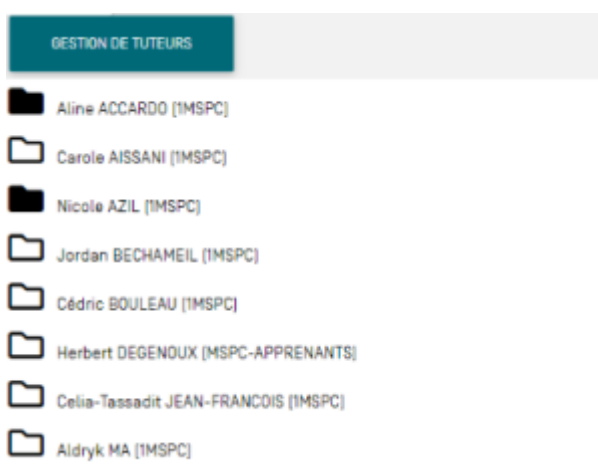 GESTION DE TUTEURS
Aline ACCARDO [1MSPC]
Carole AISSANI [1MSPC]
Nicole AZIL [1MSPC]
Jordan BECHAMEIL [1MSPC]
Cédric BOULEAU [1MSPC]
Herbert DEGENOUX [MSPC-APPRENANTS]
Celia-Tassadit JEAN-FRANCOIS [1MSPC]
Aldryk MA [1MSPC]